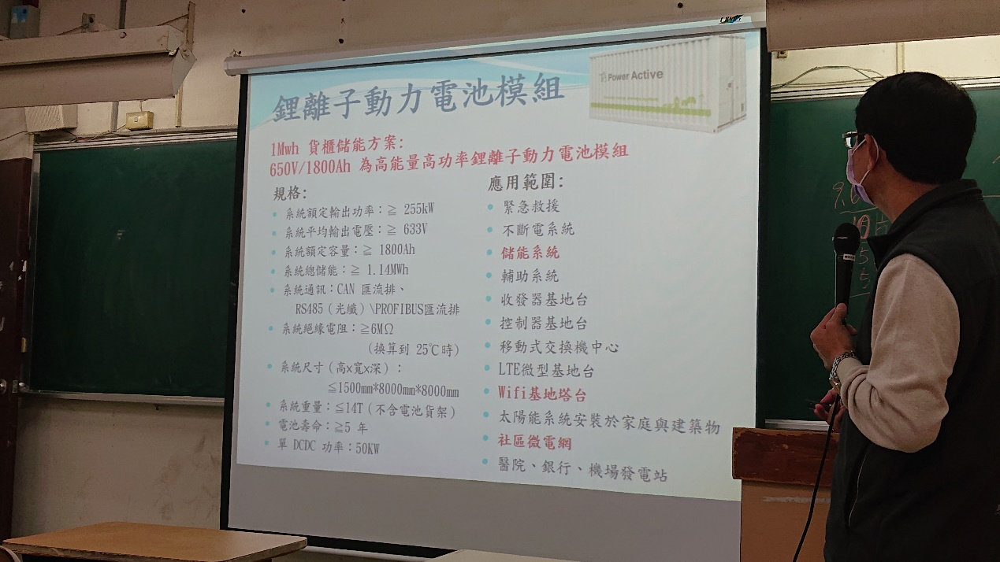 Power Active
鋰離子動力電池模組
1Mwh 貨櫃儲能方案:
650V/1800Ah 為高能量高功率鋰離子動力電池模組
規格:
系統額定輸出功率：≧ 255kW
系統平均輸出電壓：≧ 633V
系統額定容量：≧ 1800Ah
系統總儲能：≧ 1.14MWh
系統通訊：CAN 匯流排、
RS485（光纖）\PROFIBUS匯流排
系統絕緣電阻：≧6MΩ
（換算到 25℃時）
系統尺寸（高x寬x深）：
≦1500mm*8000mm*8000mm
系統重量：≦14T（不含電池貨架）
電池壽命：≧5 年
單 DCDC 功率：50KW
應用範圍:
緊急救援
不斷電系統
儲能系統
輔助系統
收發器基地台
控制器基地台
移動式交換機中心
LTE微型基地台
Wifi基地塔台
太陽能系統安裝於家庭與建築物
社區微電網
醫院、銀行、機場發電站